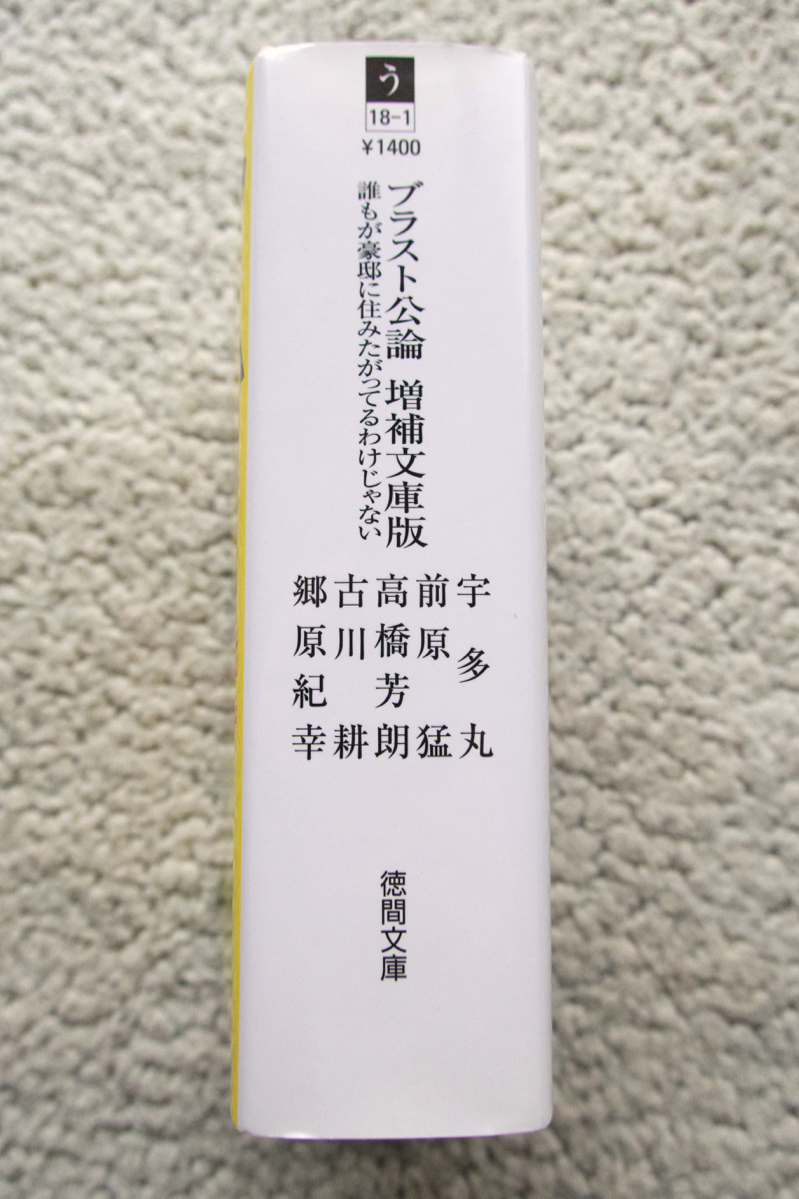 う
18-1
¥1400
ブラスト公論 増補文庫版
誰もが豪邸に住みたがってるわけじゃない
宇多丸
前原猛
高橋芳朗
古川耕
郷原紀幸
徳間文庫